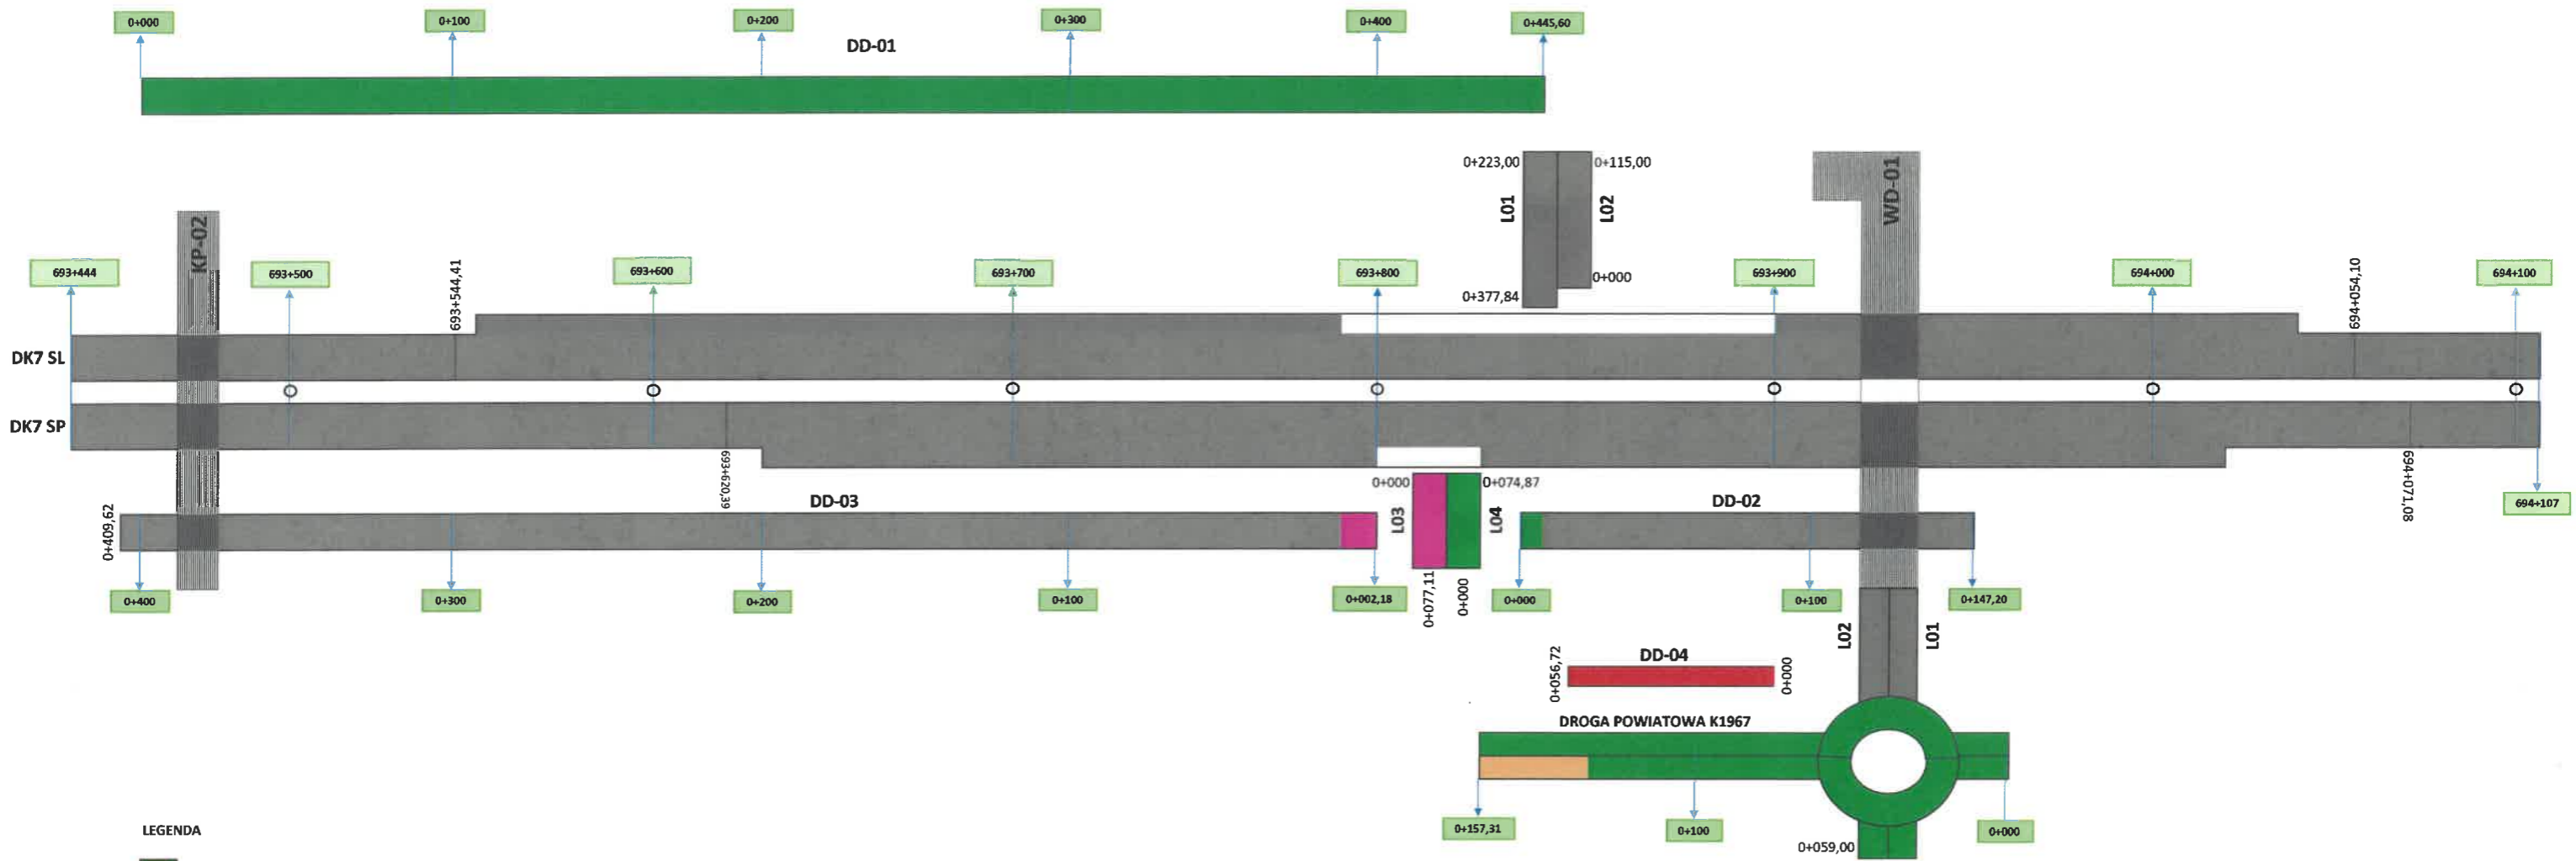 0+000
0+100
0+200
0+300
0+400
0+445,60
DD-01
0+223,00
0+115,00
L01
L02
0+377,84
0+000
KP-02
WD-01
693+444
693+500
693+544,41
693+600
693+700
693+800
693+900
694+000
694+054,10
694+100
DK7 SL
DK7 SP
693+620,39
694+071,08
694+107
0+409,62
DD-03
0+000
0+074,87
L03
L04
0+077,11
0+000
DD-02
0+400
0+300
0+200
0+100
0+002,18
0+000
0+100
0+147,20
L02
L01
0+056,72
DD-04
0+000
DROGA POWIATOWA K1967
0+157,31
0+100
0+000
0+059,00
LEGENDA